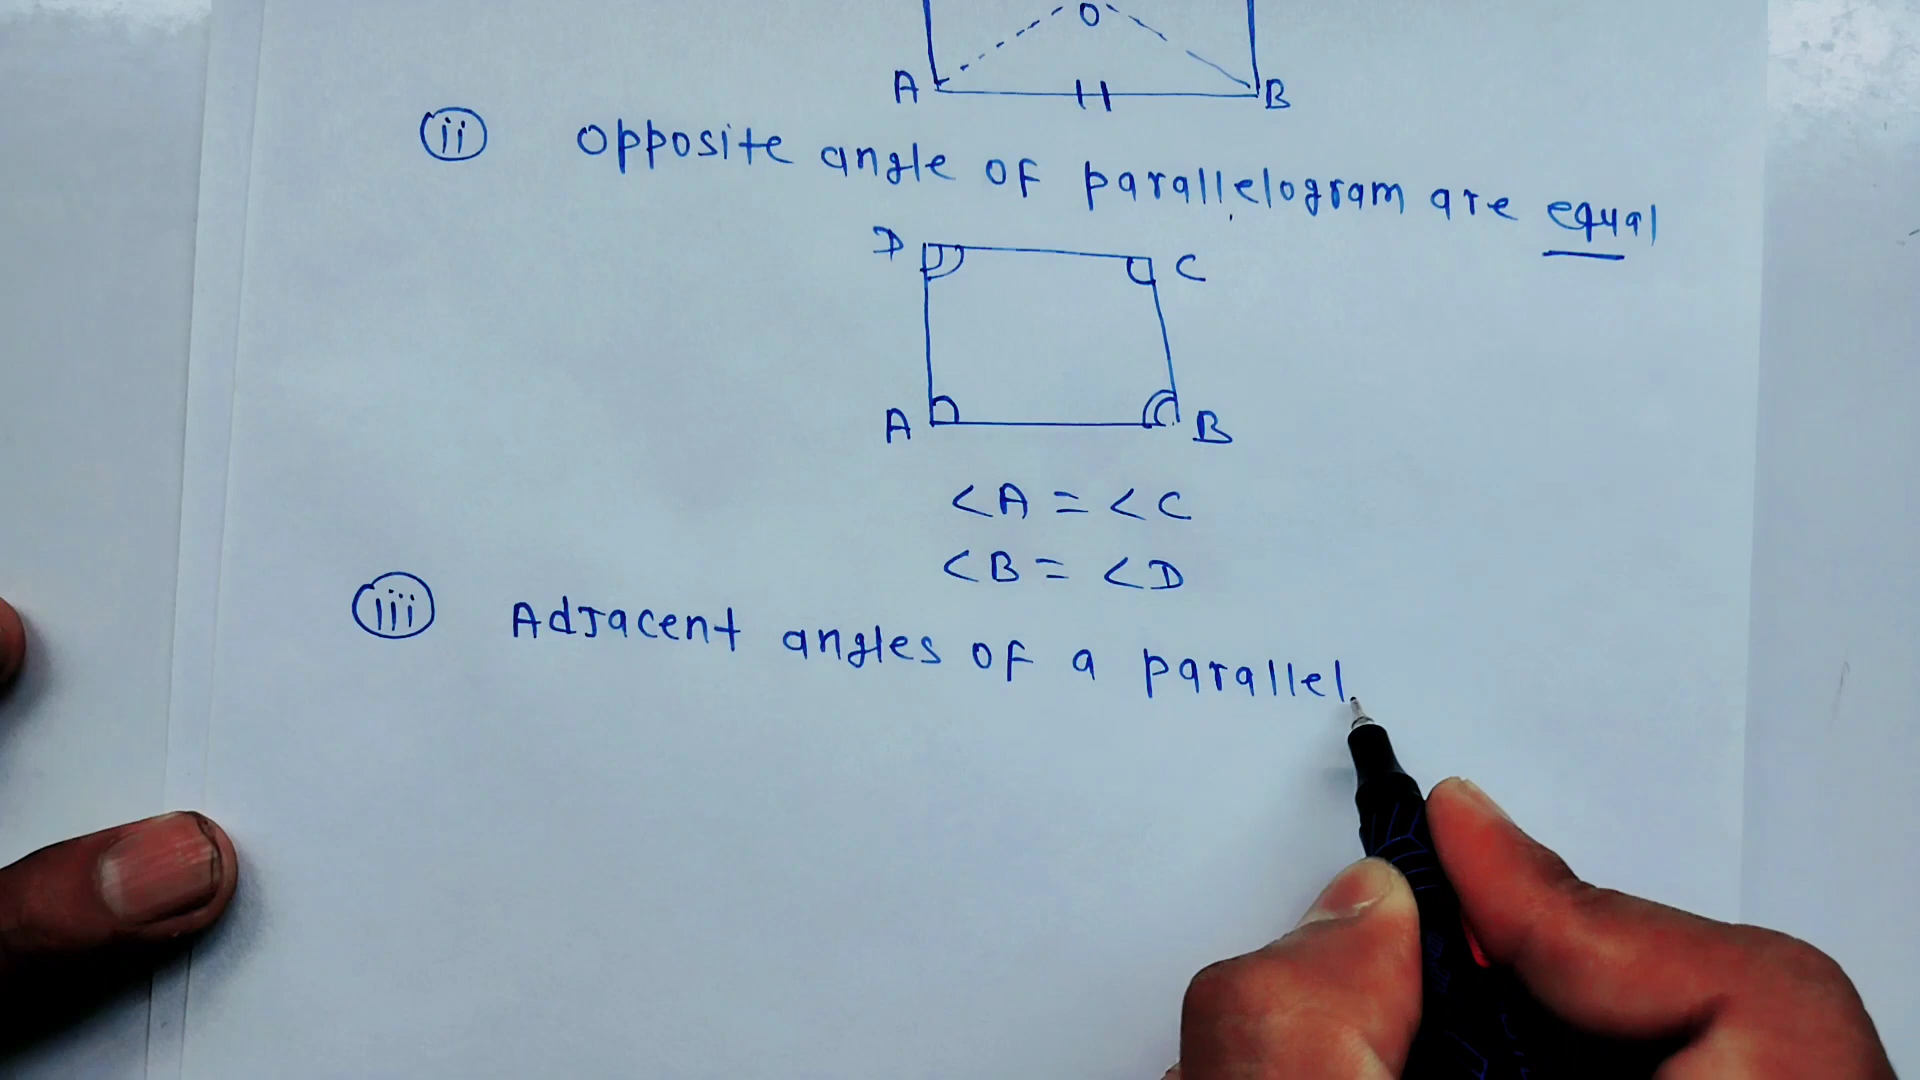 O
A B
ii Opposite angle of parallelogram are equal
D C
A B
<A = <C
<B = <D
iii Adjacent angles of a parallel